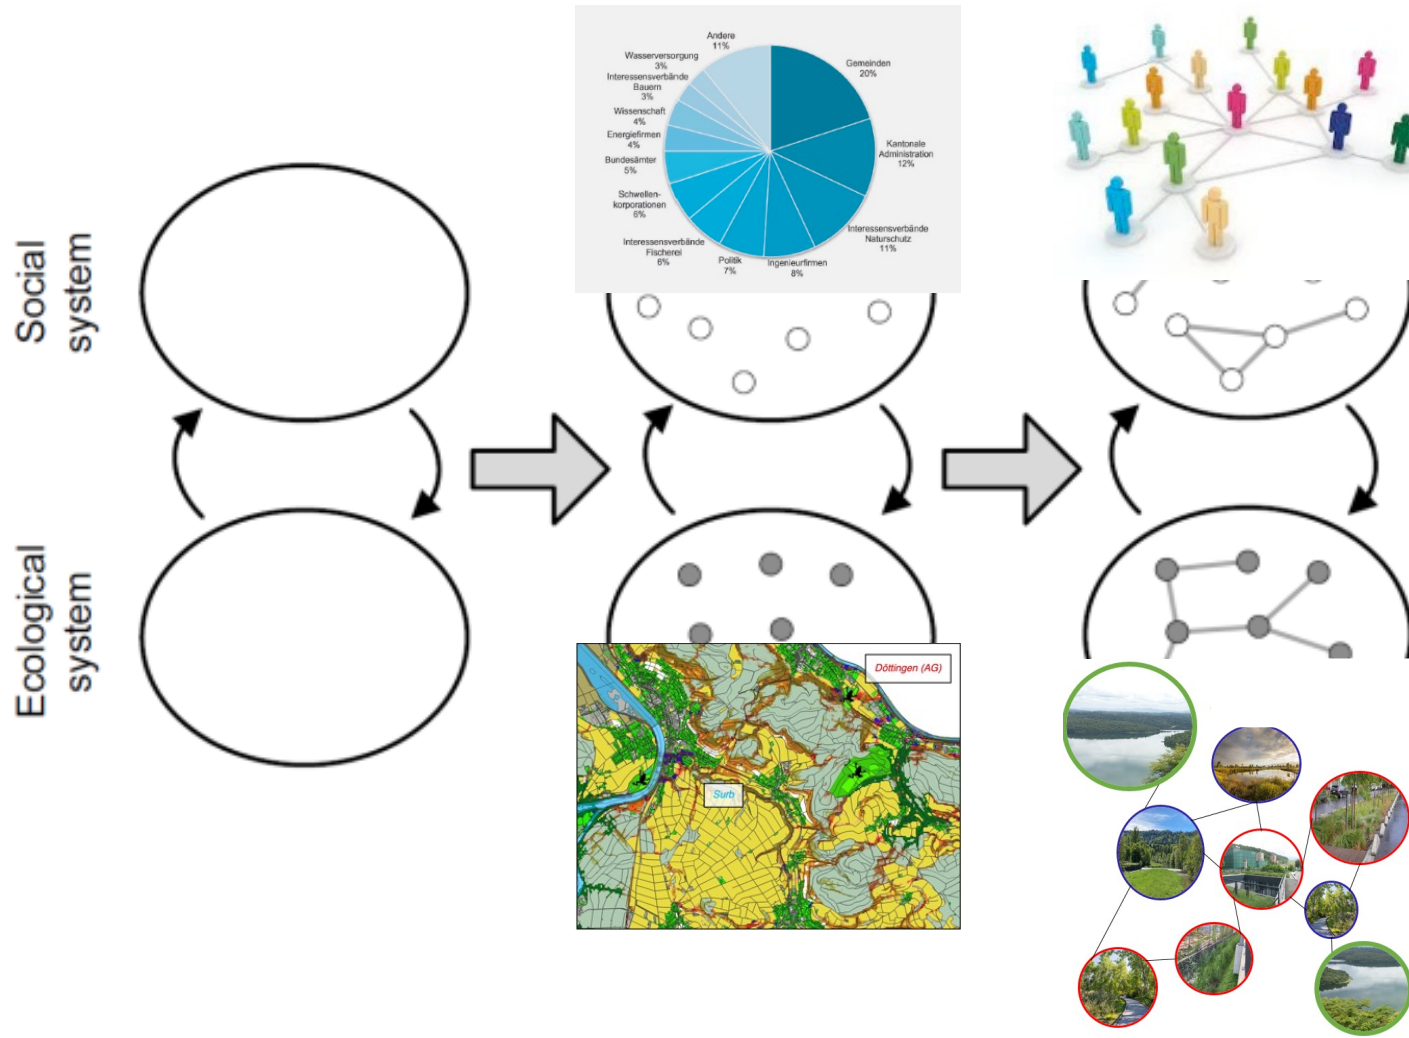 Social
system
Ecological
system
Andere
11%
Gemeinden
20%
Kantonale
Administration
12%
Interessensverbände
Naturschutz
11%
Ingenieurfirmen
8%
Politik
7%
Interessensverbände
Fischerei
6%
Schwellen-
korporationen
6%
Bundesämter
5%
Energiefirmen
4%
Wissenschaft
4%
Interessensverbände
Bauern
3%
Wasserversorgung
3%
Döttingen (AG)
Surb